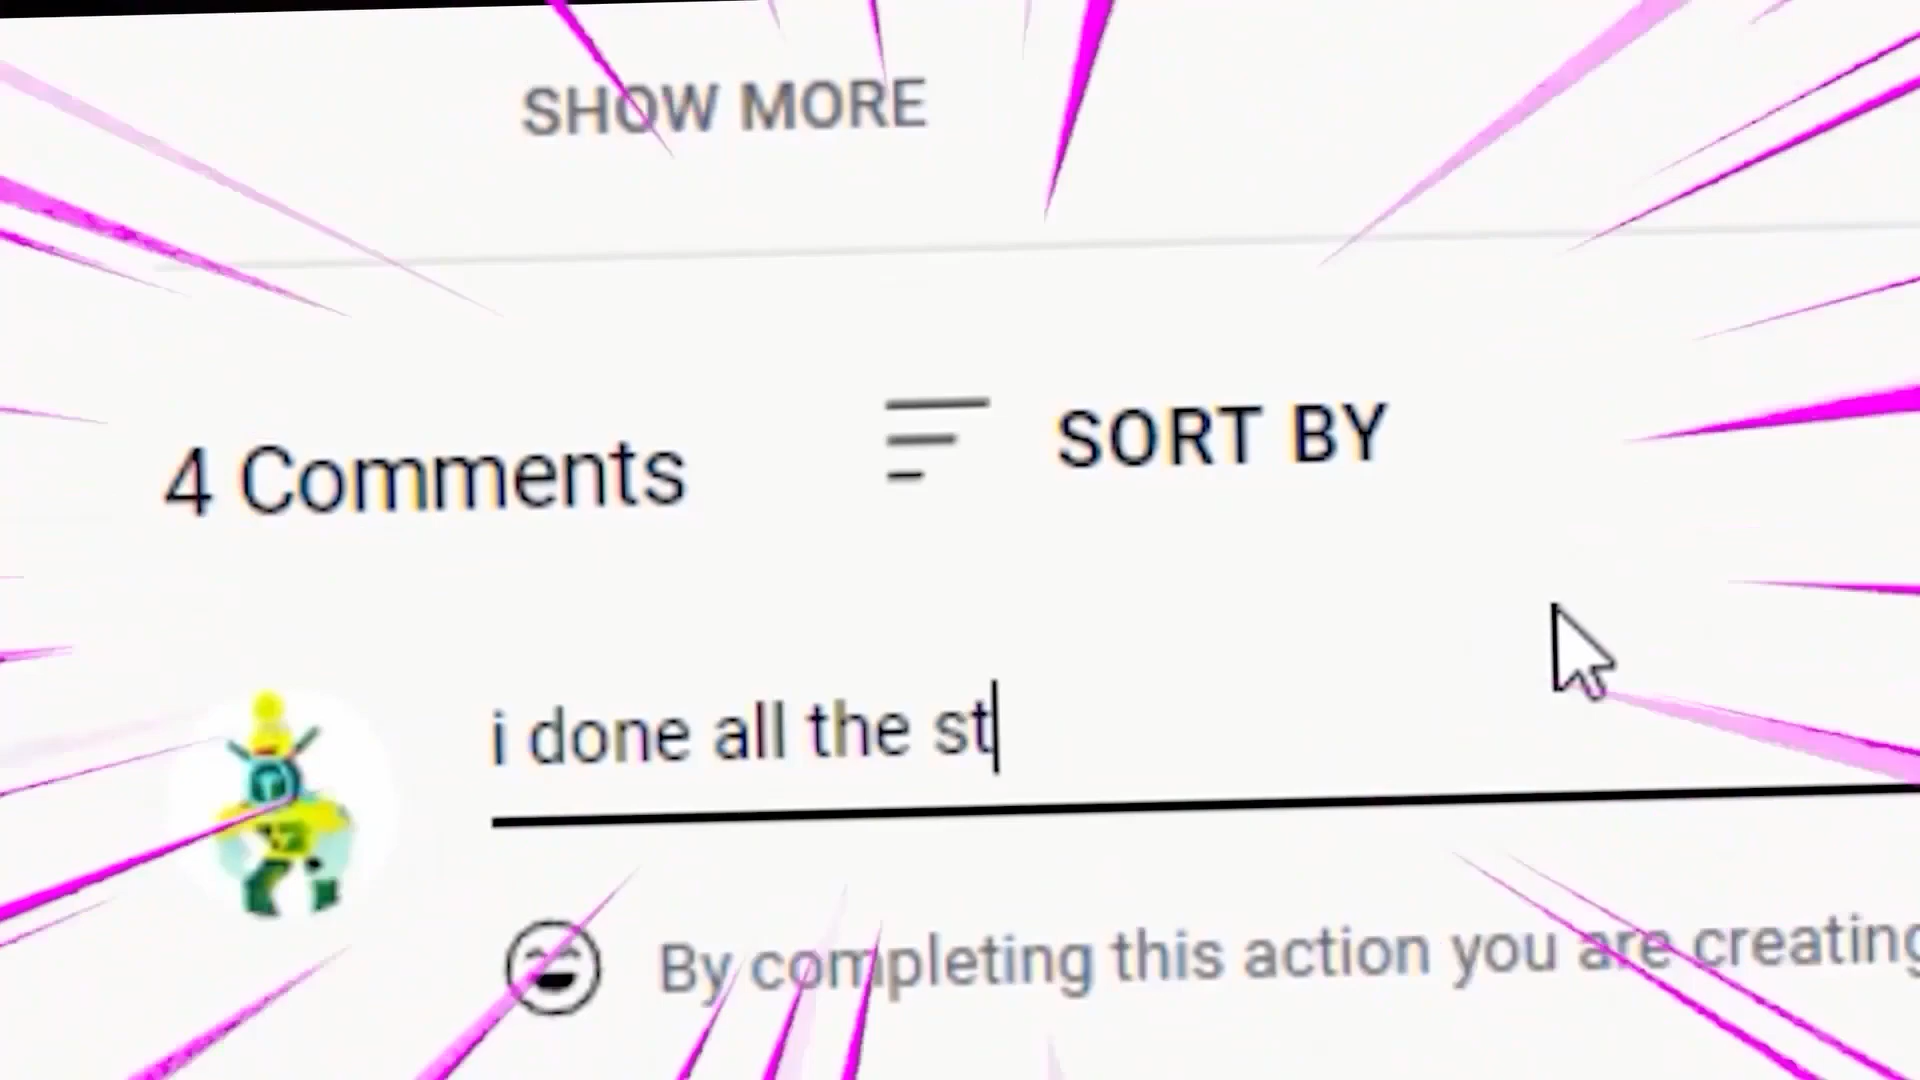 SHOW MORE
4 Comments
SORT BY
i done all the st
By completing this action you are creating